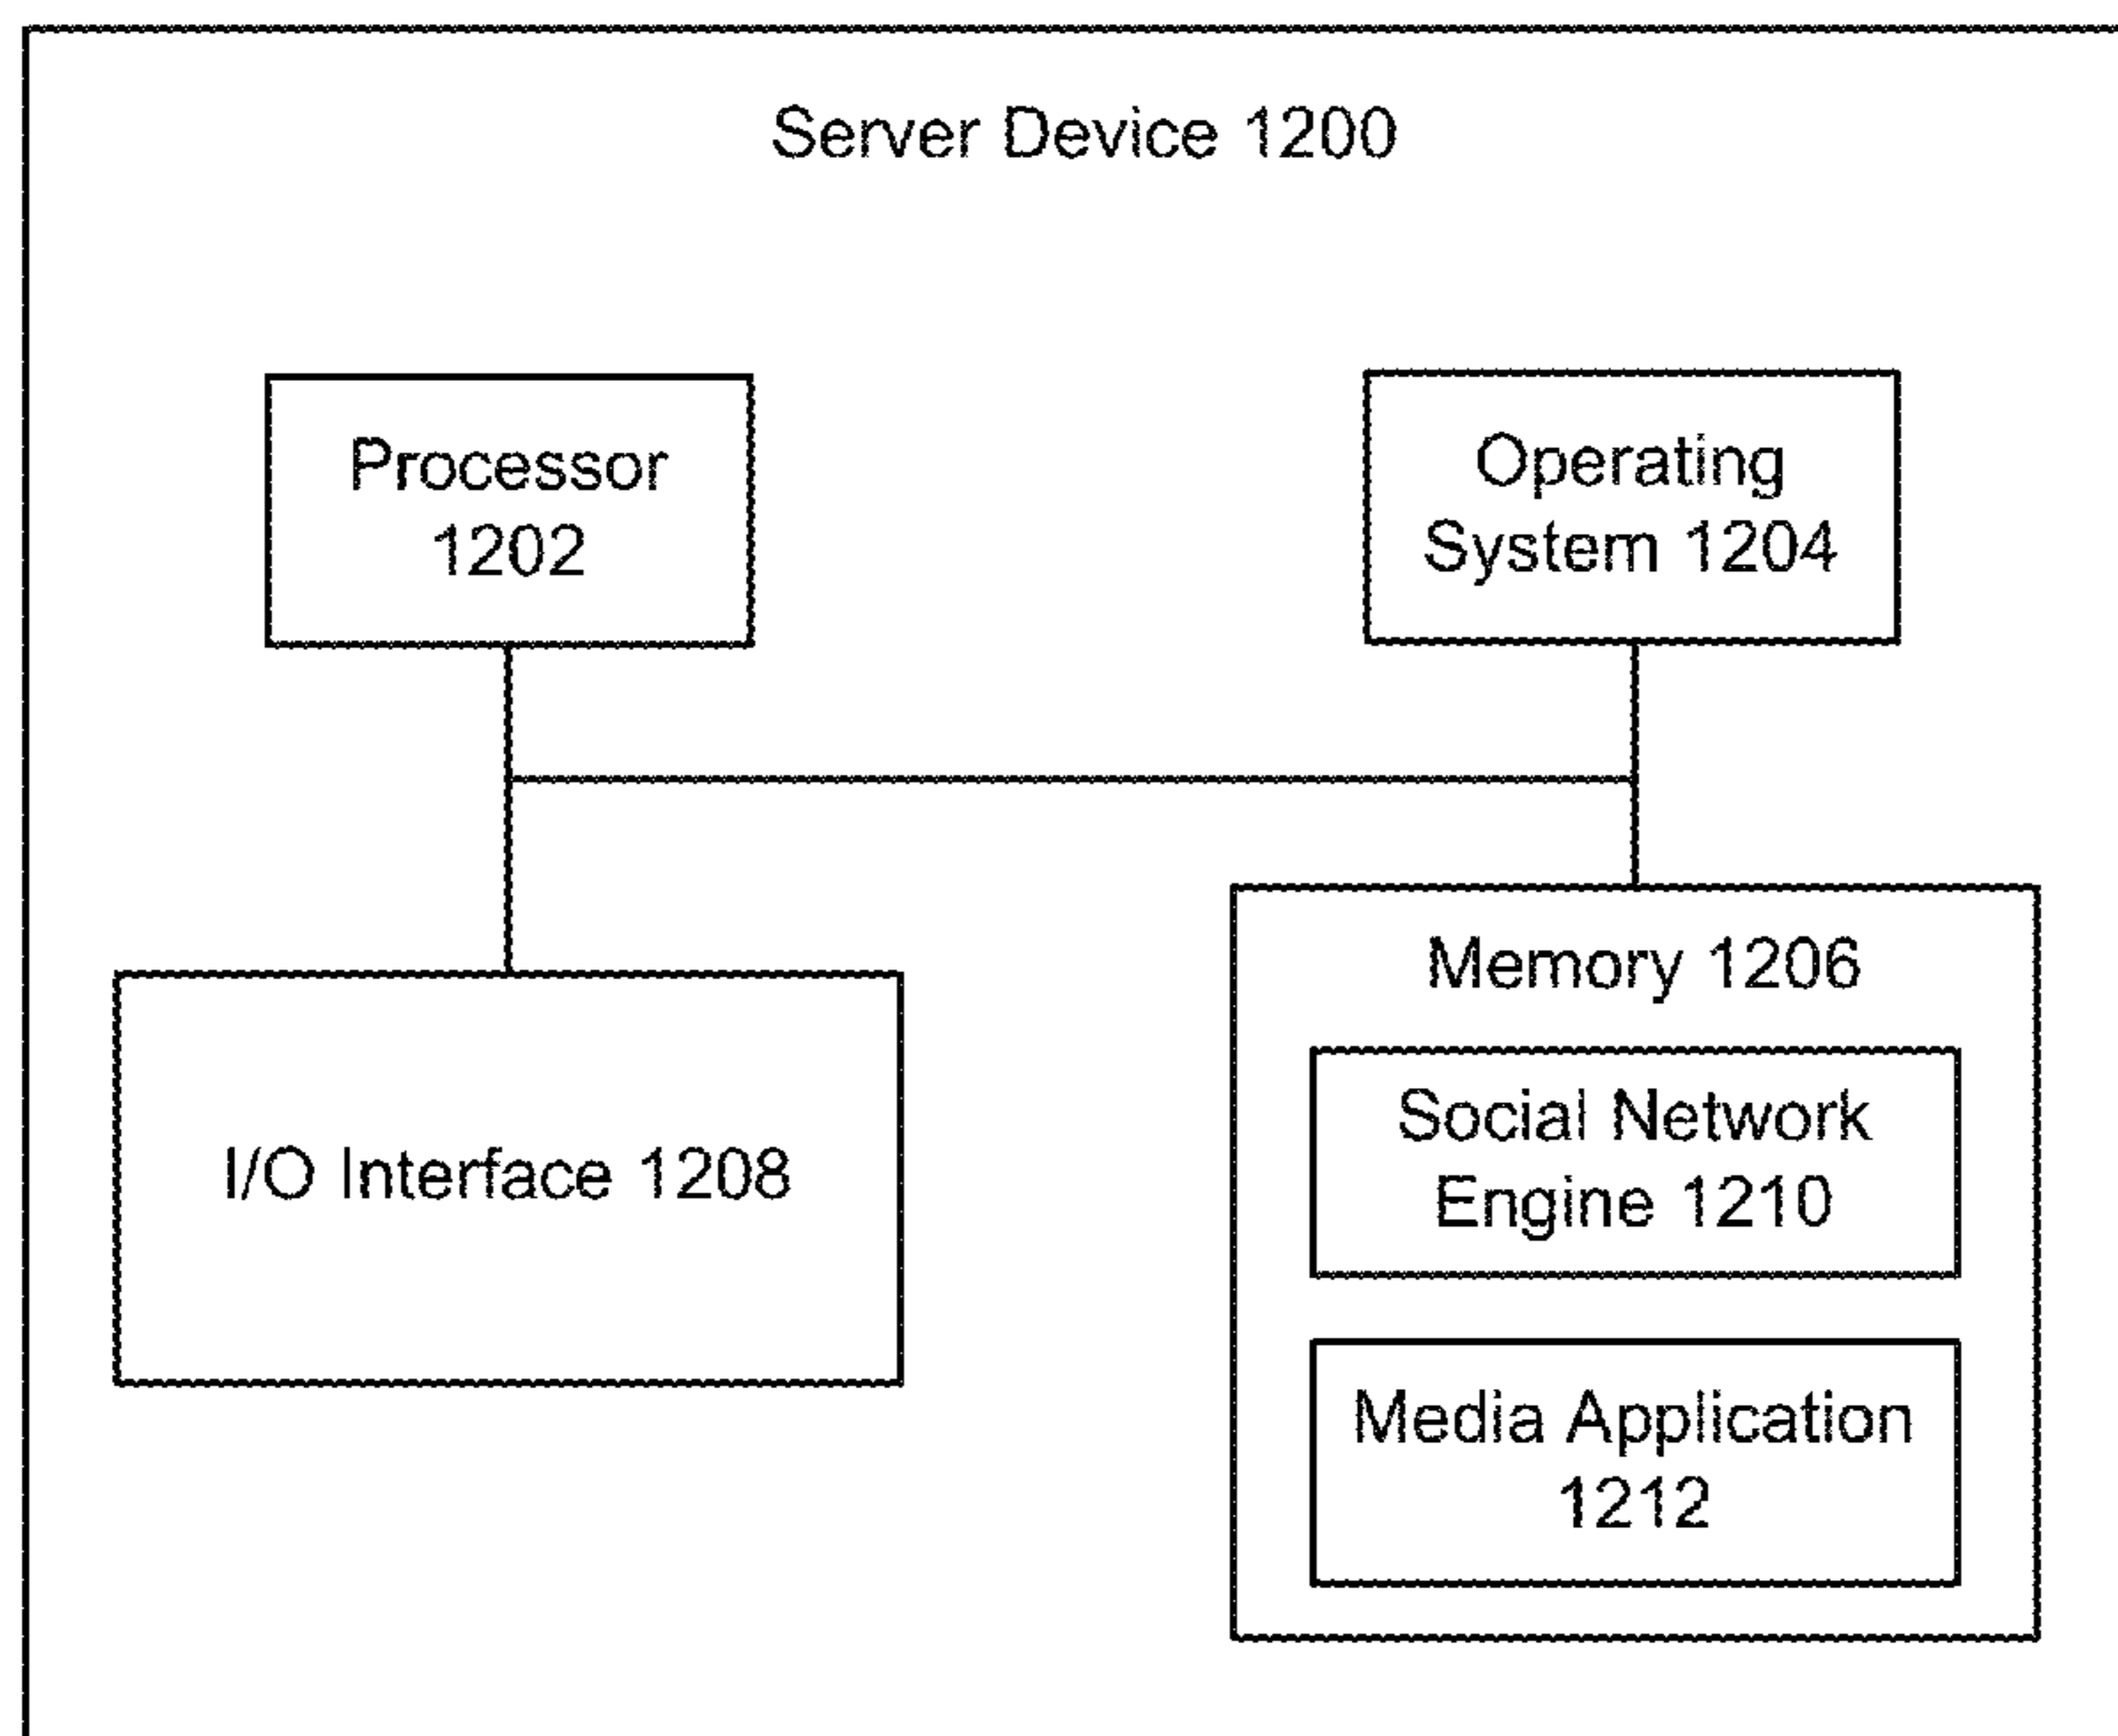 Server Device 1200
Processor
1202
Operating
System 1204
I/O Interface 1208
Memory 1206
Social Network
Engine 1210
Media Application
1212